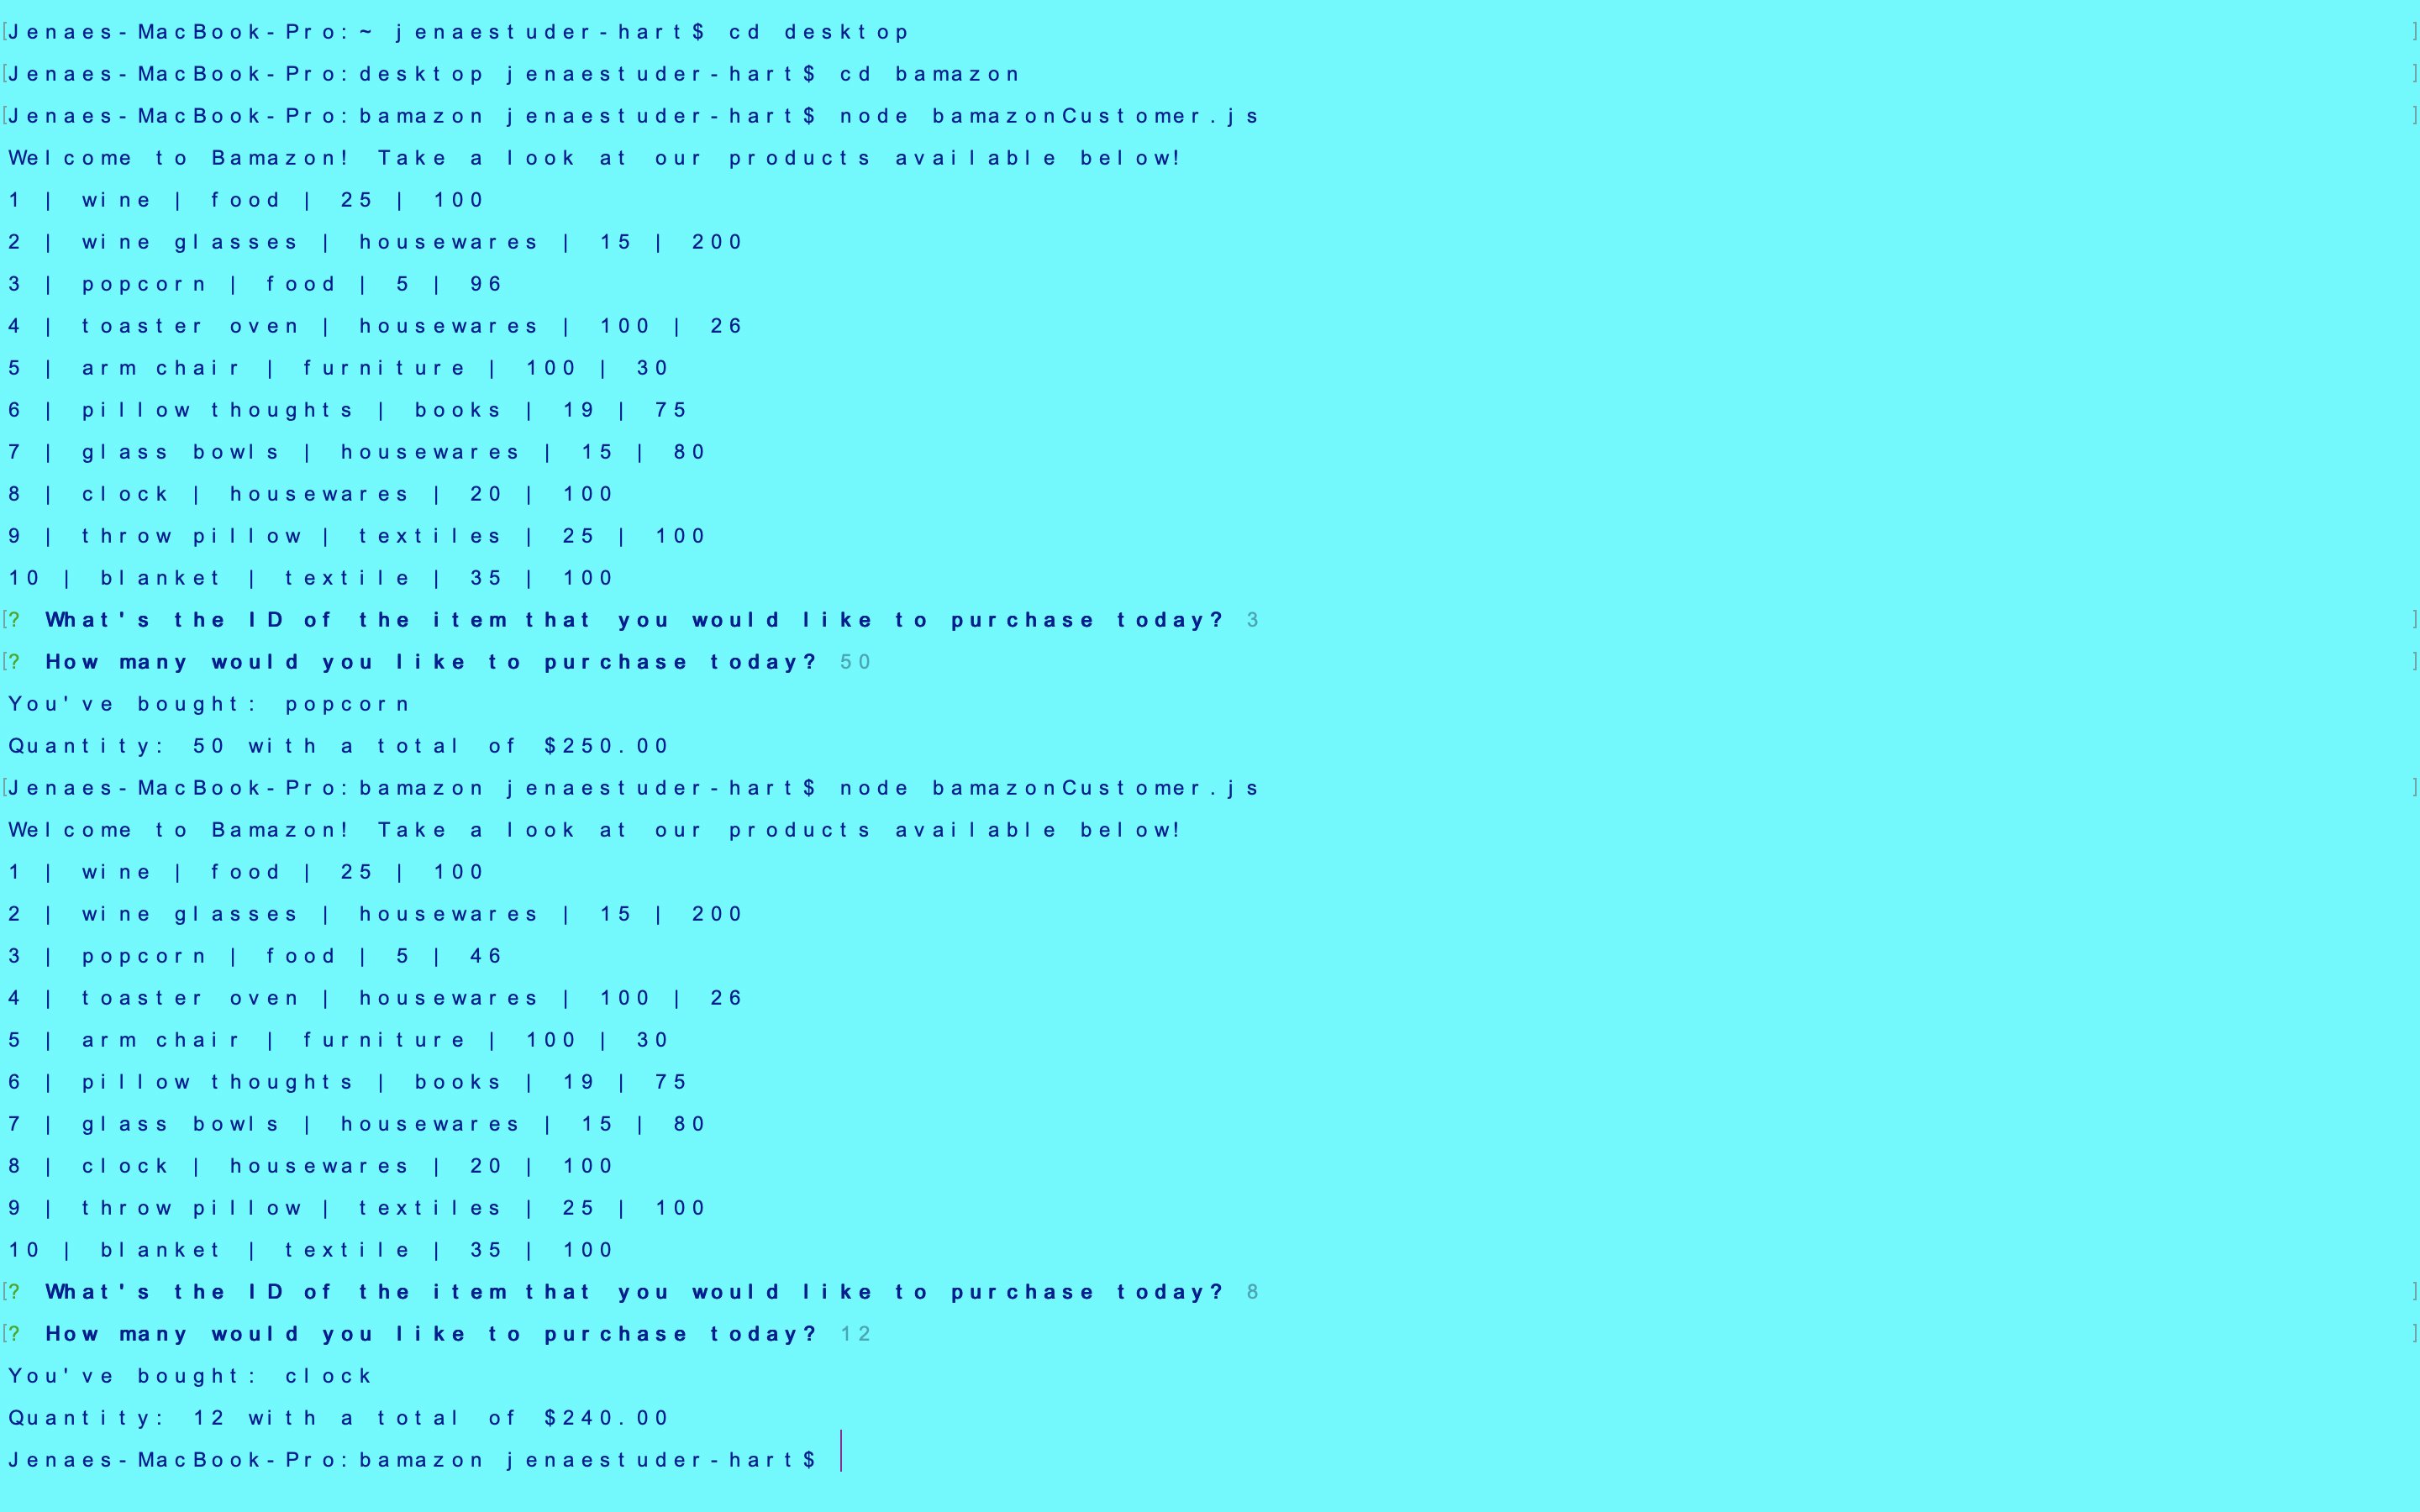 [Jenaes-MacBook-Pro:~ jenaestuder-hart$ cd desktop ]
[Jenaes-MacBook-Pro:desktop jenaestuder-hart$ cd bamazon ]
[Jenaes-MacBook-Pro:bamazon jenaestuder-hart$ node bamazonCustomer.js ]
Welcome to Bamazon! Take a look at our products available below!
1 | wine | food | 25 | 100
2 | wine glasses | housewares | 15 | 200
3 | popcorn | food | 5 | 96
4 | toaster oven | housewares | 100 | 26
5 | arm chair | furniture | 100 | 30
6 | pillow thoughts | books | 19 | 75
7 | glass bowls | housewares | 15 | 80
8 | clock | housewares | 20 | 100
9 | throw pillow | textiles | 25 | 100
10 | blanket | textile | 35 | 100
[? What's the ID of the item that you would like to purchase today? 3 ]
[? How many would you like to purchase today? 50 ]
You've bought: popcorn
Quantity: 50 with a total of $250.00
[Jenaes-MacBook-Pro:bamazon jenaestuder-hart$ node bamazonCustomer.js ]
Welcome to Bamazon! Take a look at our products available below!
1 | wine | food | 25 | 100
2 | wine glasses | housewares | 15 | 200
3 | popcorn | food | 5 | 46
4 | toaster oven | housewares | 100 | 26
5 | arm chair | furniture | 100 | 30
6 | pillow thoughts | books | 19 | 75
7 | glass bowls | housewares | 15 | 80
8 | clock | housewares | 20 | 100
9 | throw pillow | textiles | 25 | 100
10 | blanket | textile | 35 | 100
[? What's the ID of the item that you would like to purchase today? 8 ]
[? How many would you like to purchase today? 12 ]
You've bought: clock
Quantity: 12 with a total of $240.00
Jenaes-MacBook-Pro:bamazon jenaestuder-hart$